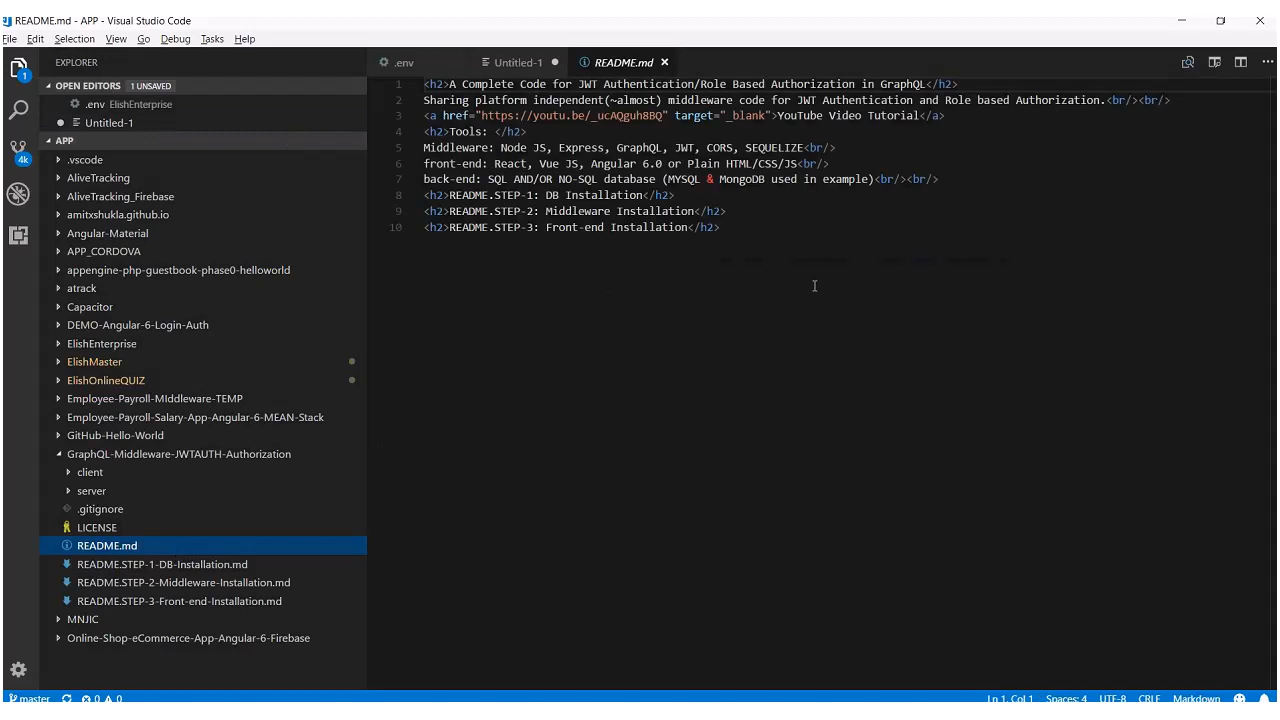 README.md - APP - Visual Studio Code
File Edit Selection View Go Debug Tasks Help
EXPLORER
OPEN EDITORS 1 UNSAVED
.env ElishEnterprise
Untitled-1
APP
.vscode
AliveTracking
AliveTracking_Firebase
amitxshukla.github.io
Angular-Material
APP_CORDOVA
appengine-php-guestbook-phase0-helloworld
atrack
Capacitor
DEMO-Angular-6-Login-Auth
ElishEnterprise
ElishMaster
ElishOnlineQUIZ
Employee-Payroll-MIddleware-TEMP
Employee-Payroll-Salary-App-Angular-6-MEAN-Stack
GitHub-Hello-World
GraphQL-Middleware-JWTAUTH-Authorization
client
server
.gitignore
LICENSE
README.md
README.STEP-1-DB-Installation.md
README.STEP-2-Middleware-Installation.md
README.STEP-3-Front-end-Installation.md
MNJIC
Online-Shop-eCommerce-App-Angular-6-Firebase
1
4k
.env Untitled-1 README.md
1 <h2>A Complete Code for JWT Authentication/Role Based Authorization in GraphQL</h2>
2 Sharing platform independent(~almost) middleware code for JWT Authentication and Role based Authorization.<br/><br/>
3 <a href="https://youtu.be/_ucAQguh8BQ" target="_blank">YouTube Video Tutorial</a>
4 <h2>Tools: </h2>
5 Middleware: Node JS, Express, GraphQL, JWT, CORS, SEQUELIZE<br/>
6 front-end: React, Vue JS, Angular 6.0 or Plain HTML/CSS/JS<br/>
7 back-end: SQL AND/OR NO-SQL database (MYSQL & MongoDB used in example)<br/><br/>
8 <h2>README.STEP-1: DB Installation</h2>
9 <h2>README.STEP-2: Middleware Installation</h2>
10 <h2>README.STEP-3: Front-end Installation</h2>
master 0 0 Ln 1, Col 1 Spaces: 4 UTF-8 CRLF Markdown